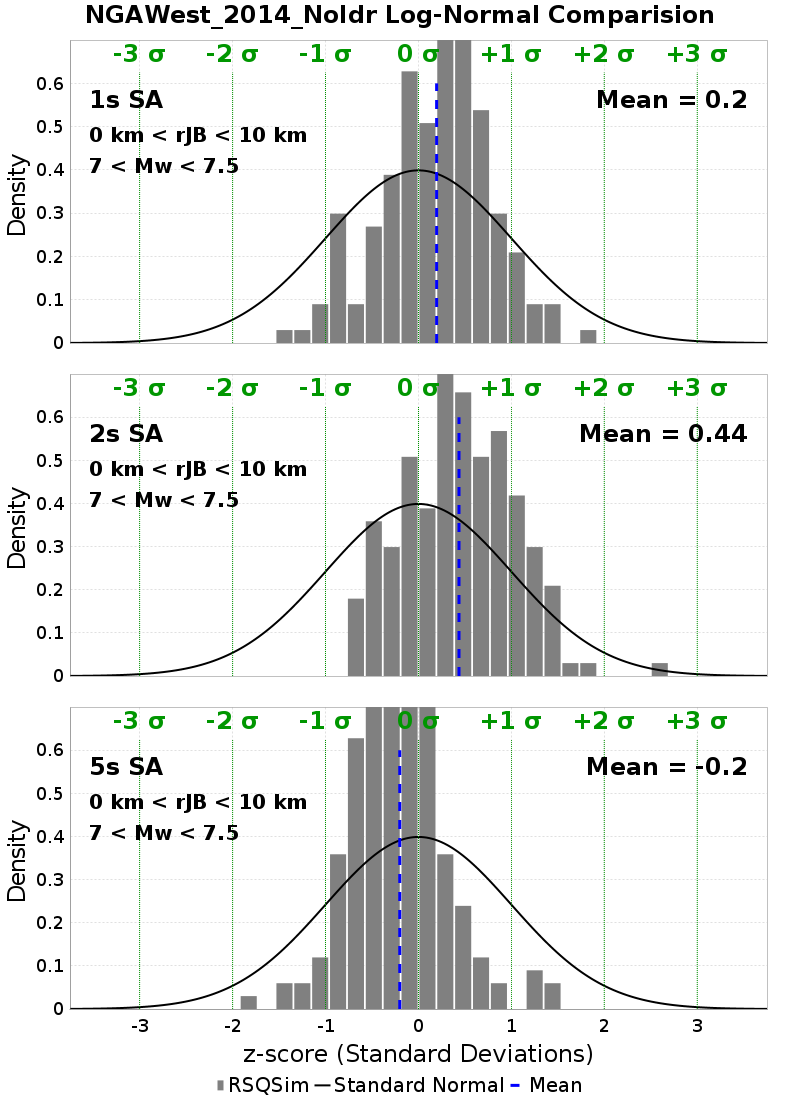 NGAWest_2014_NoIdr Log-Normal Comparision
-3 σ -2 σ -1 σ 0 σ +1 σ +2 σ +3 σ
1s SA
Mean = 0.2
0 km < rJB < 10 km
7 < Mw < 7.5
Density
0.6
0.5
0.4
0.3
0.2
0.1
0
-3 σ -2 σ -1 σ 0 σ +1 σ +2 σ +3 σ
2s SA
Mean = 0.44
0 km < rJB < 10 km
7 < Mw < 7.5
Density
0.6
0.5
0.4
0.3
0.2
0.1
0
-3 σ -2 σ -1 σ 0 σ +1 σ +2 σ +3 σ
5s SA
Mean = -0.2
0 km < rJB < 10 km
7 < Mw < 7.5
Density
0.6
0.5
0.4
0.3
0.2
0.1
0
-3 -2 -1 0 1 2 3
z-score (Standard Deviations)
RSQSim Standard Normal Mean